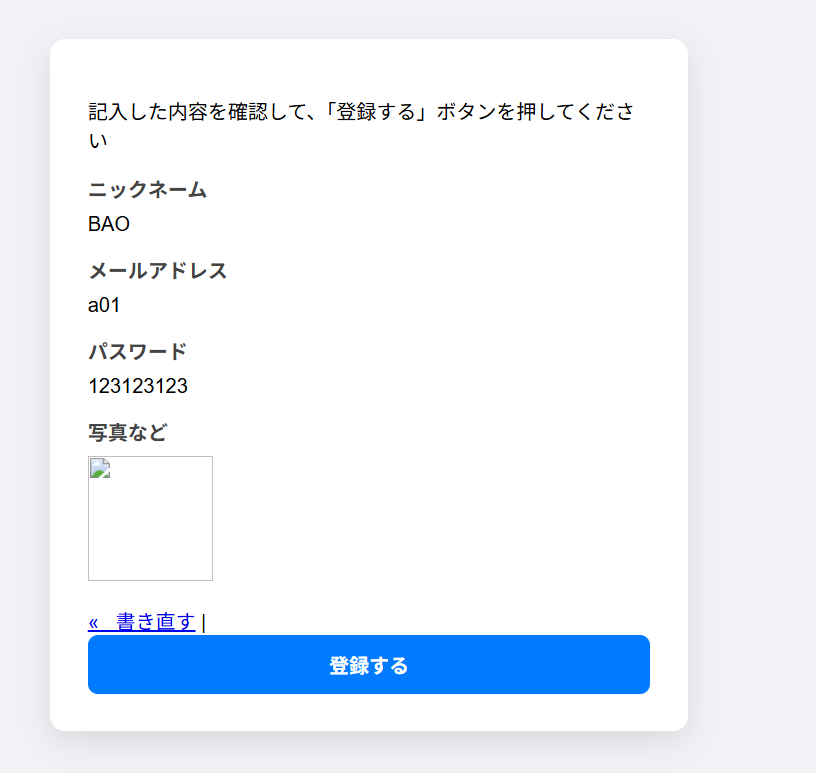 記入した内容を確認して、「登録する」ボタンを押してくださ
い
ニックネーム
BAO
メールアドレス
a01
パスワード
123123123
写真など
«  書き直す |
登録する